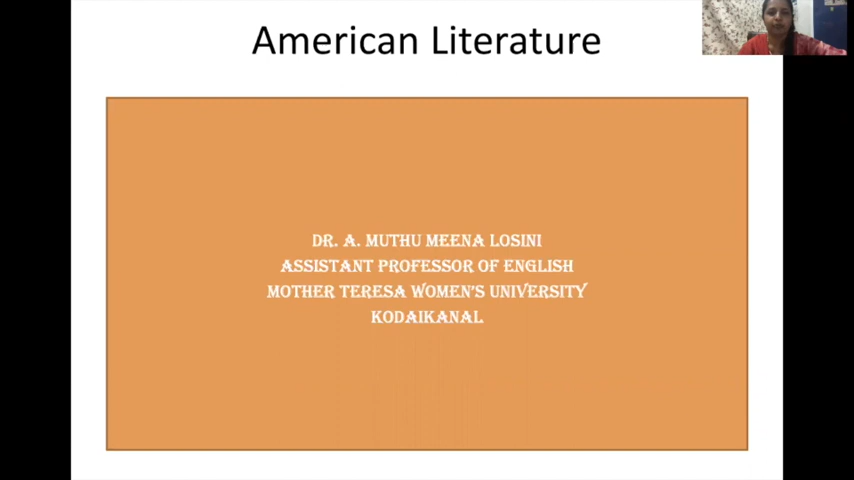 American Literature
DR. A. MUTHU MEENA LOSINI
ASSISTANT PROFESSOR OF ENGLISH
MOTHER TERESA WOMEN'S UNIVERSITY
KODAIKANAL